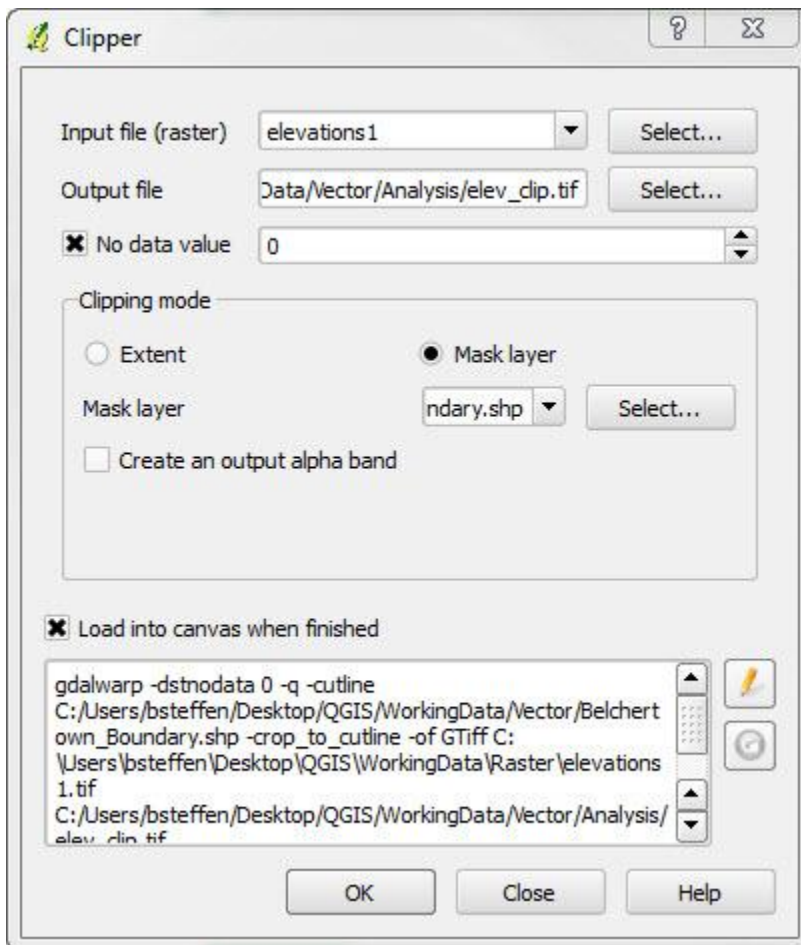 Clipper
Input file (raster) elevations1 Select...
Output file Data/Vector/Analysis/elev_clip.tif Select...
No data value 0
Clipping mode
Extent Mask layer
Mask layer ndary.shp Select...
Create an output alpha band
Load into canvas when finished
gdalwarp -dstnodata 0 -q -cutline
C:/Users/bsteffen/Desktop/QGIS/WorkingData/Vector/Belchert
own_Boundary.shp -crop_to_cutline -of GTiff C:
\Users\bsteffen\Desktop\QGIS\WorkingData\Raster\elevations
1.tif
C:/Users/bsteffen/Desktop/QGIS/WorkingData/Vector/Analysis/
elev_clip.tif
OK Close Help